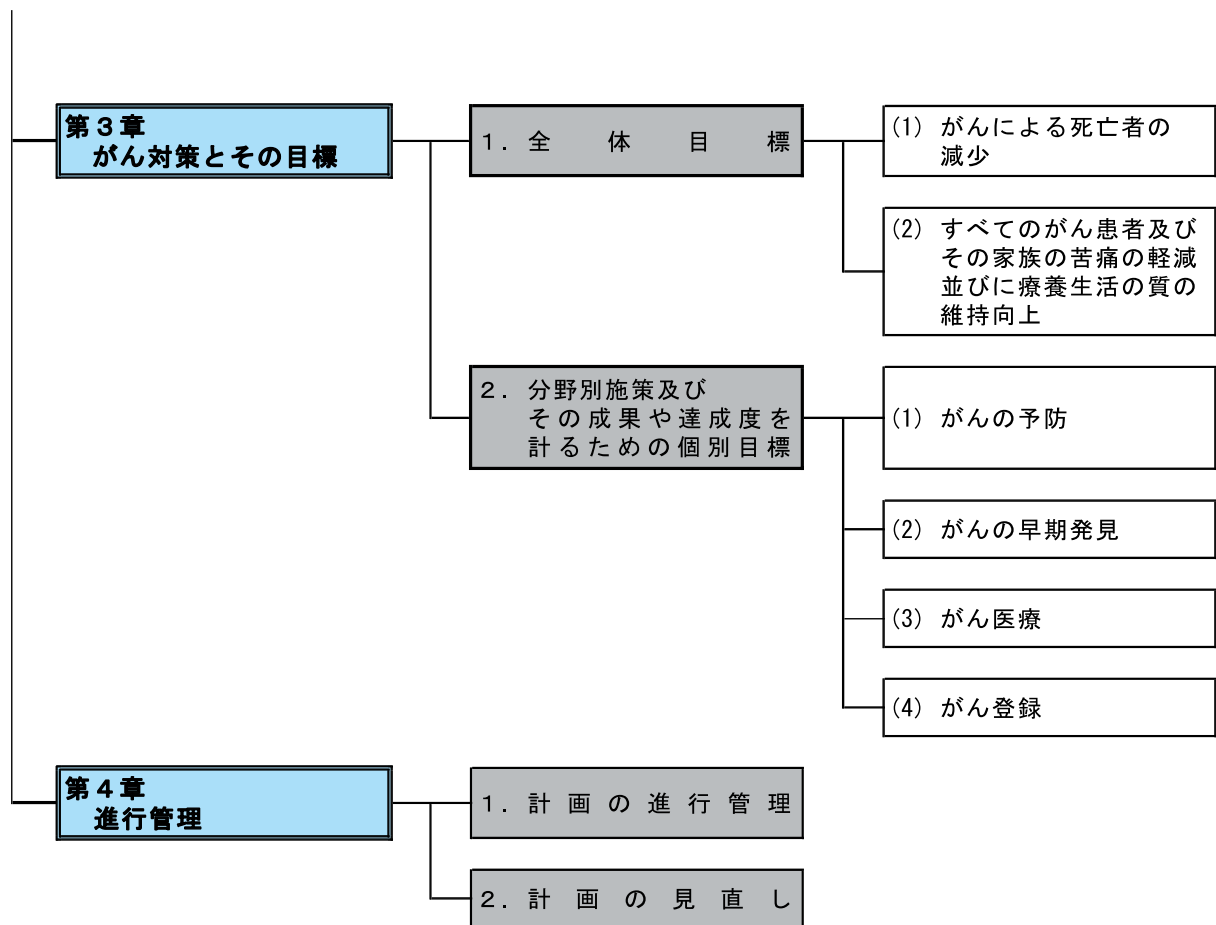 第３章
がん対策とその目標
１．全体目標
(1) がんによる死亡者の
減少
(2) すべてのがん患者及び
その家族の苦痛の軽減
並びに療養生活の質の
維持向上
２．分野別施策及び
その成果や達成度を
計るための個別目標
(1) がんの予防
(2) がんの早期発見
(3) がん医療
(4) がん登録
第４章
進行管理
１．計画の進行管理
２．計画の見直し